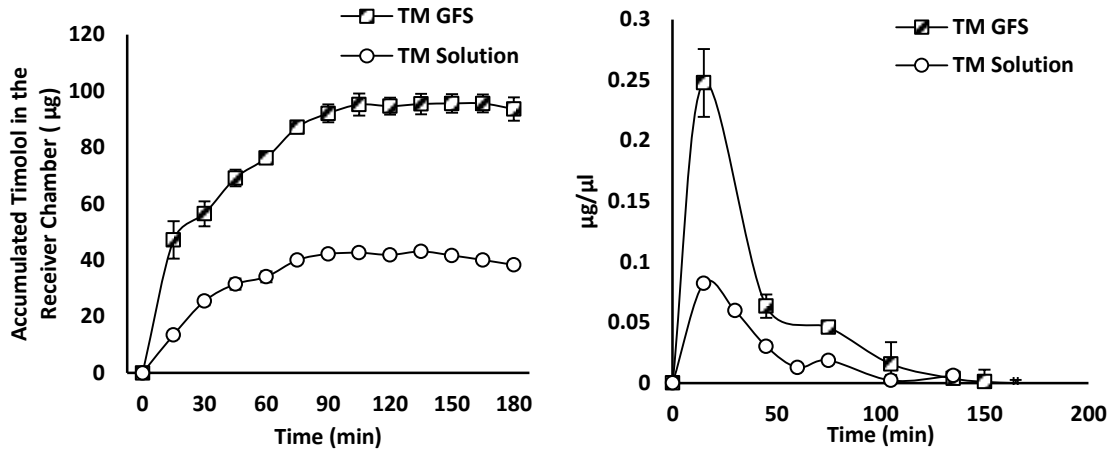 TM GFS
TM Solution
Accumulated Timolol in the
Receiver Chamber ( µg)
120
100
80
60
40
20
0
0 30 60 90 120 150 180
Time (min)
TM GFS
TM Solution
µg/µl
0.3
0.25
0.2
0.15
0.1
0.05
0
0 50 100 150 200
Time (min)
*